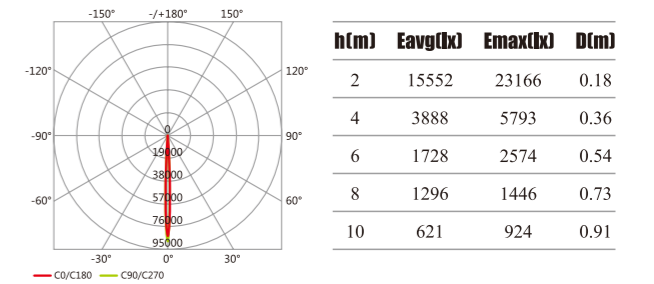 -150° -/+180° 150°
-120° 120°
-90° 90°
-60° 60°
-30° 0° 30°
0
19000
38000
57000
76000
95000
C0/C180 C90/C270
h(m) Eavg(lx) Emax(lx) D(m)
2 15552 23166 0.18
4 3888 5793 0.36
6 1728 2574 0.54
8 1296 1446 0.73
10 621 924 0.91